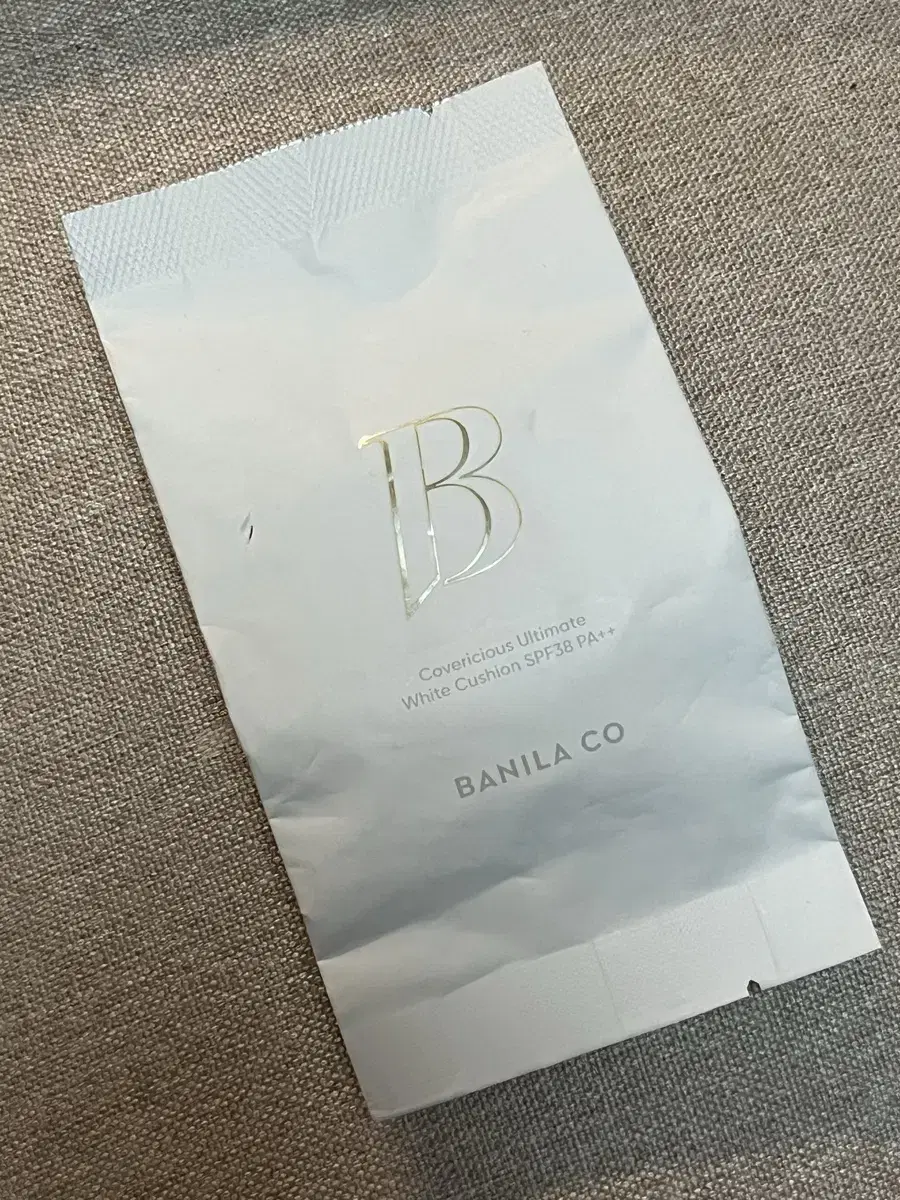 B
Covericious Ultimate
White Cushion SPF38 PA++
BANILA CO